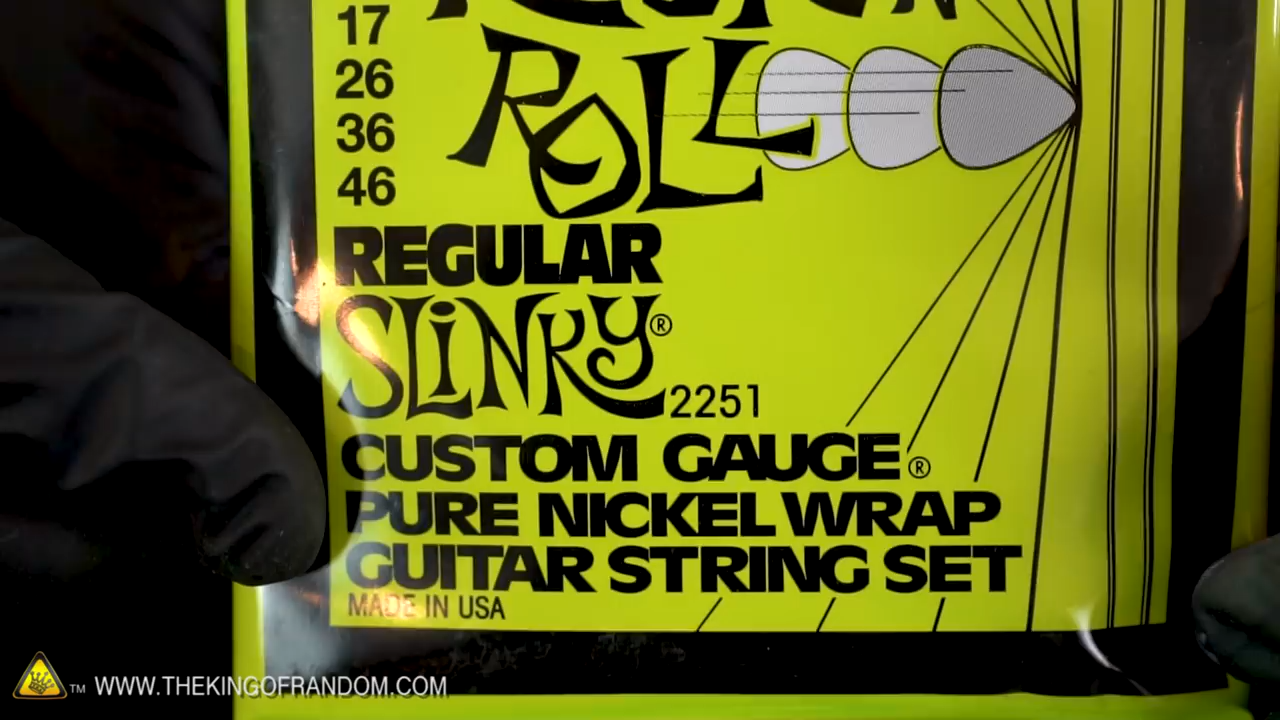 17
26
36
46
ROLL
REGULAR
SLiNKY®
2251
CUSTOM GAUGE®
PURE NICKEL WRAP
GUITAR STRING SET
MADE IN USA
™ WWW.THEKINGOFRANDOM.COM